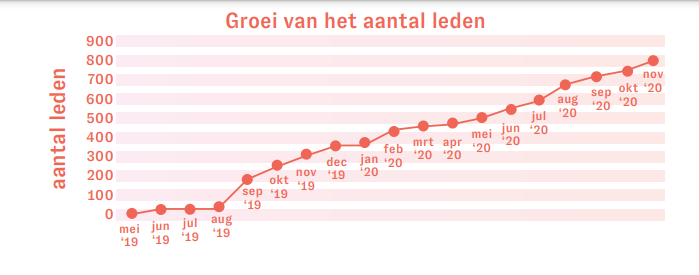 Groei van het aantal leden
aantal leden
900
800
700
600
500
400
300
200
100
0
mei
‘19
jun
‘19
jul
‘19
aug
‘19
sep
‘19
okt
‘19
nov
‘19
dec
‘19
jan
‘20
feb
‘20
mrt
‘20
apr
‘20
mei
‘20
jun
‘20
jul
‘20
aug
‘20
sep
‘20
okt
‘20
nov
‘20